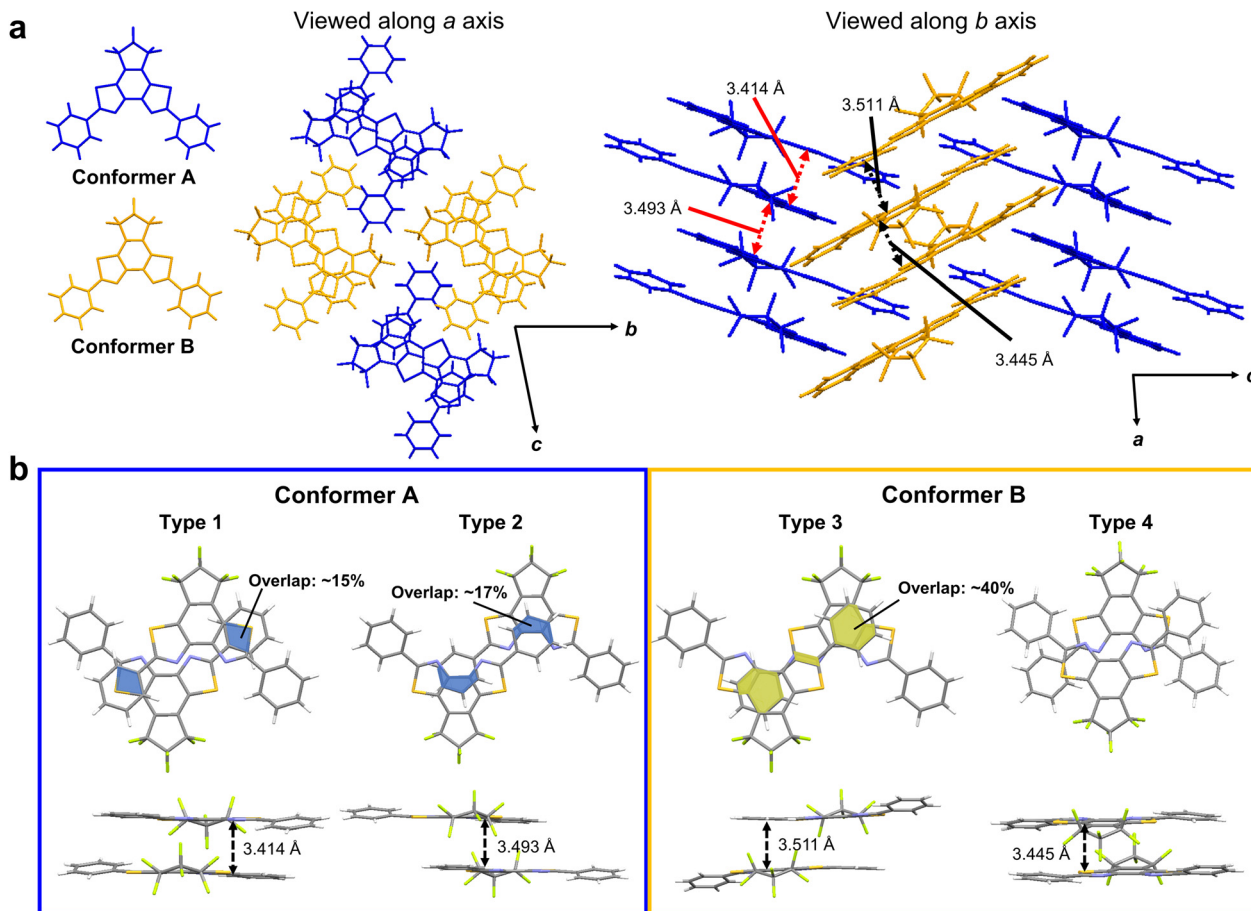 a
Viewed along a axis
Viewed along b axis
Conformer A
Conformer B
b
c
3.414 Å
3.511 Å
3.493 Å
3.445 Å
c
a
b
Conformer A
Type 1
Type 2
Overlap: ~15%
Overlap: ~17%
3.414 Å
3.493 Å
Conformer B
Type 3
Type 4
Overlap: ~40%
3.511 Å
3.445 Å